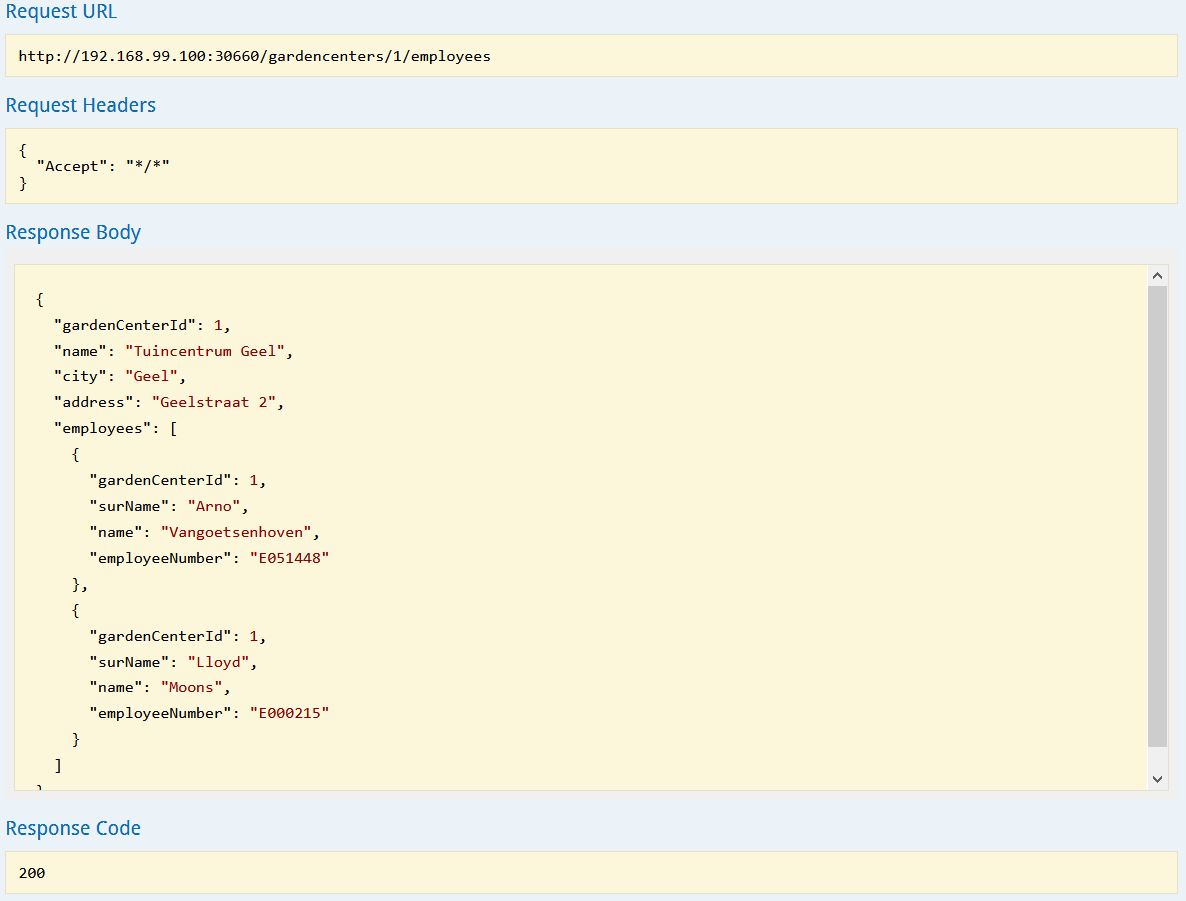 Request URL
http://192.168.99.100:30660/gardencenters/1/employees
Request Headers
{
  "Accept": "*/*"
}
Response Body
{
  "gardenCenterId": 1,
  "name": "Tuincentrum Geel",
  "city": "Geel",
  "address": "Geelstraat 2",
  "employees": [
    {
      "gardenCenterId": 1,
      "surName": "Arno",
      "name": "Vangoetsenhoven",
      "employeeNumber": "E051448"
    },
    {
      "gardenCenterId": 1,
      "surName": "Lloyd",
      "name": "Moons",
      "employeeNumber": "E000215"
    }
  ]
}
Response Code
200